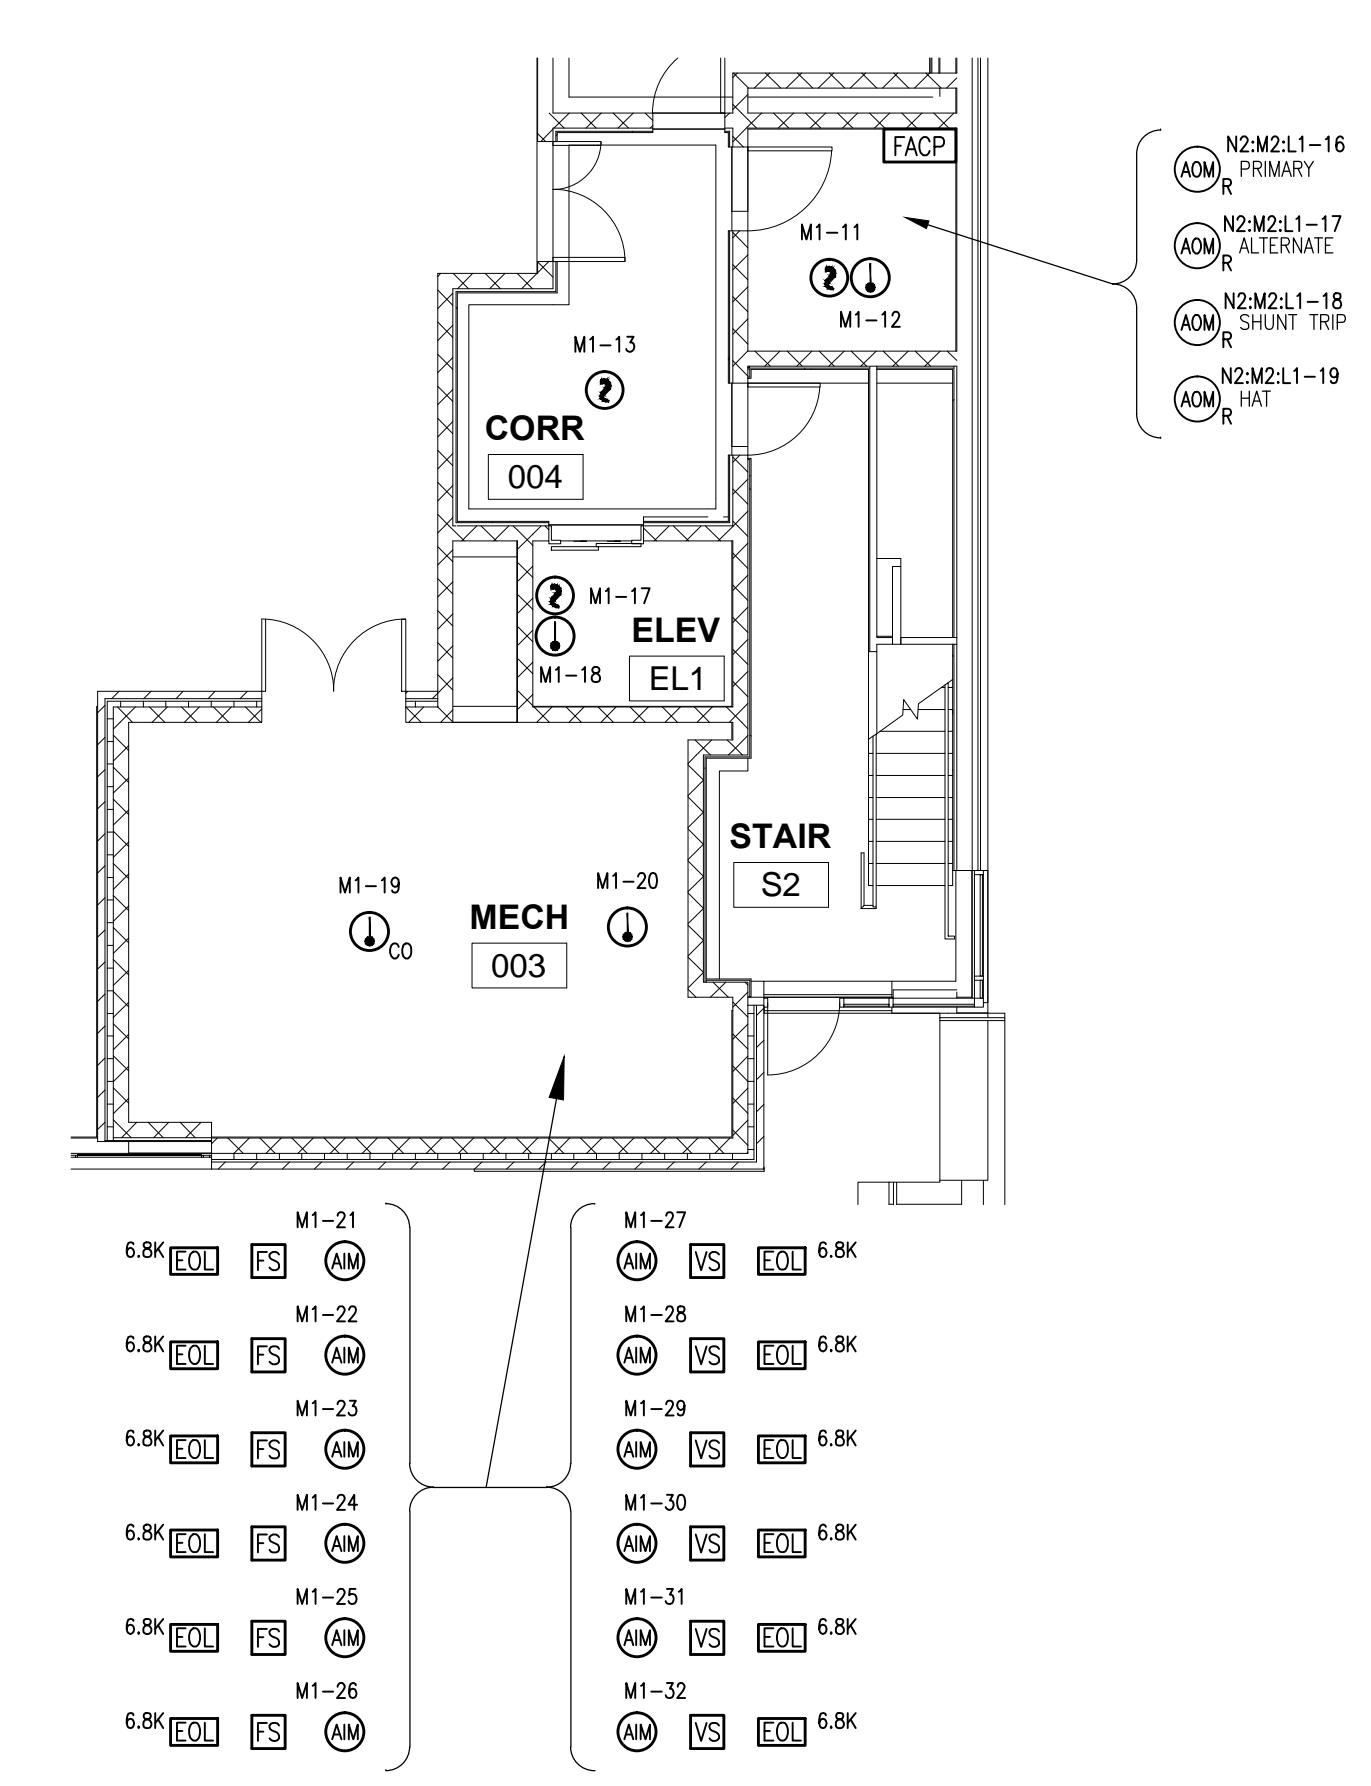 FACP
N2:M2:L1-16
AOM R PRIMARY
N2:M2:L1-17
AOM R ALTERNATE
N2:M2:L1-18
AOM R SHUNT TRIP
N2:M2:L1-19
AOM R HAT
M1-11
M1-12
M1-13
CORR
004
M1-17
ELEV
M1-18
EL1
STAIR
S2
M1-19
CO
M1-20
MECH
003
N
M1-21
6.8K EOL FS AIM
M1-22
6.8K EOL FS AIM
M1-23
6.8K EOL FS AIM
M1-24
6.8K EOL FS AIM
M1-25
6.8K EOL FS AIM
M1-26
6.8K EOL FS AIM
M1-27
AIM VS EOL 6.8K
M1-28
AIM VS EOL 6.8K
M1-29
AIM VS EOL 6.8K
M1-30
AIM VS EOL 6.8K
M1-31
AIM VS EOL 6.8K
M1-32
AIM VS EOL 6.8K